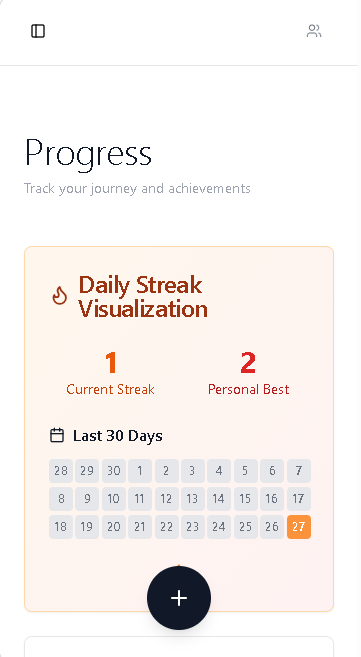 Progress
Track your journey and achievements
Daily Streak
Visualization
1 2
Current Streak Personal Best
Last 30 Days
28 29 30 1 2 3 4 5 6 7
8 9 10 11 12 13 14 15 16 17
18 19 20 21 22 23 24 25 26 27